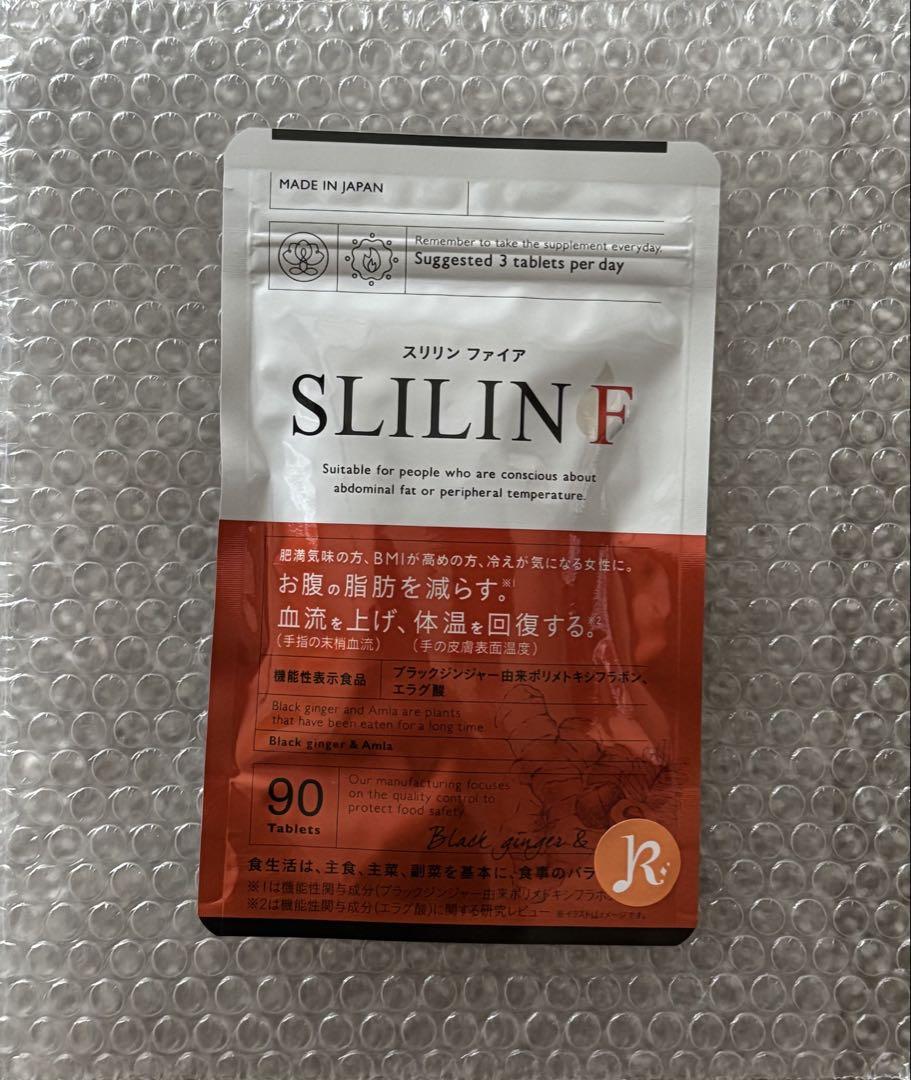 MADE IN JAPAN
Remember to take the supplement everyday.
Suggested 3 tablets per day
スリリン ファイア
SLILIN F
Suitable for people who are conscious about
abdominal fat or peripheral temperature.
肥満気味の方、BMIが高めの方、冷えが気になる女性に。
お腹の脂肪を減らす。※1
血流を上げ、体温を回復する。※2
(手指の末梢血流) (手の皮膚表面温度)
機能性表示食品
ブラックジンジャー由来ポリメトキシフラボン、
エラグ酸
Black ginger and Amla are plants
that have been eaten for a long time.
Black ginger & Amla
90
Tablets
Our manufacturing focuses
on the quality control to
protect food safety.
Black ginger &
食生活は、主食、主菜、副菜を基本に、食事のバラ
※1は機能性関与成分(ブラックジンジャー由来ポリメトキシフラボ
※2は機能性関与成分(エラグ酸)に関する研究レビュー ※イラストはイメージです。
R